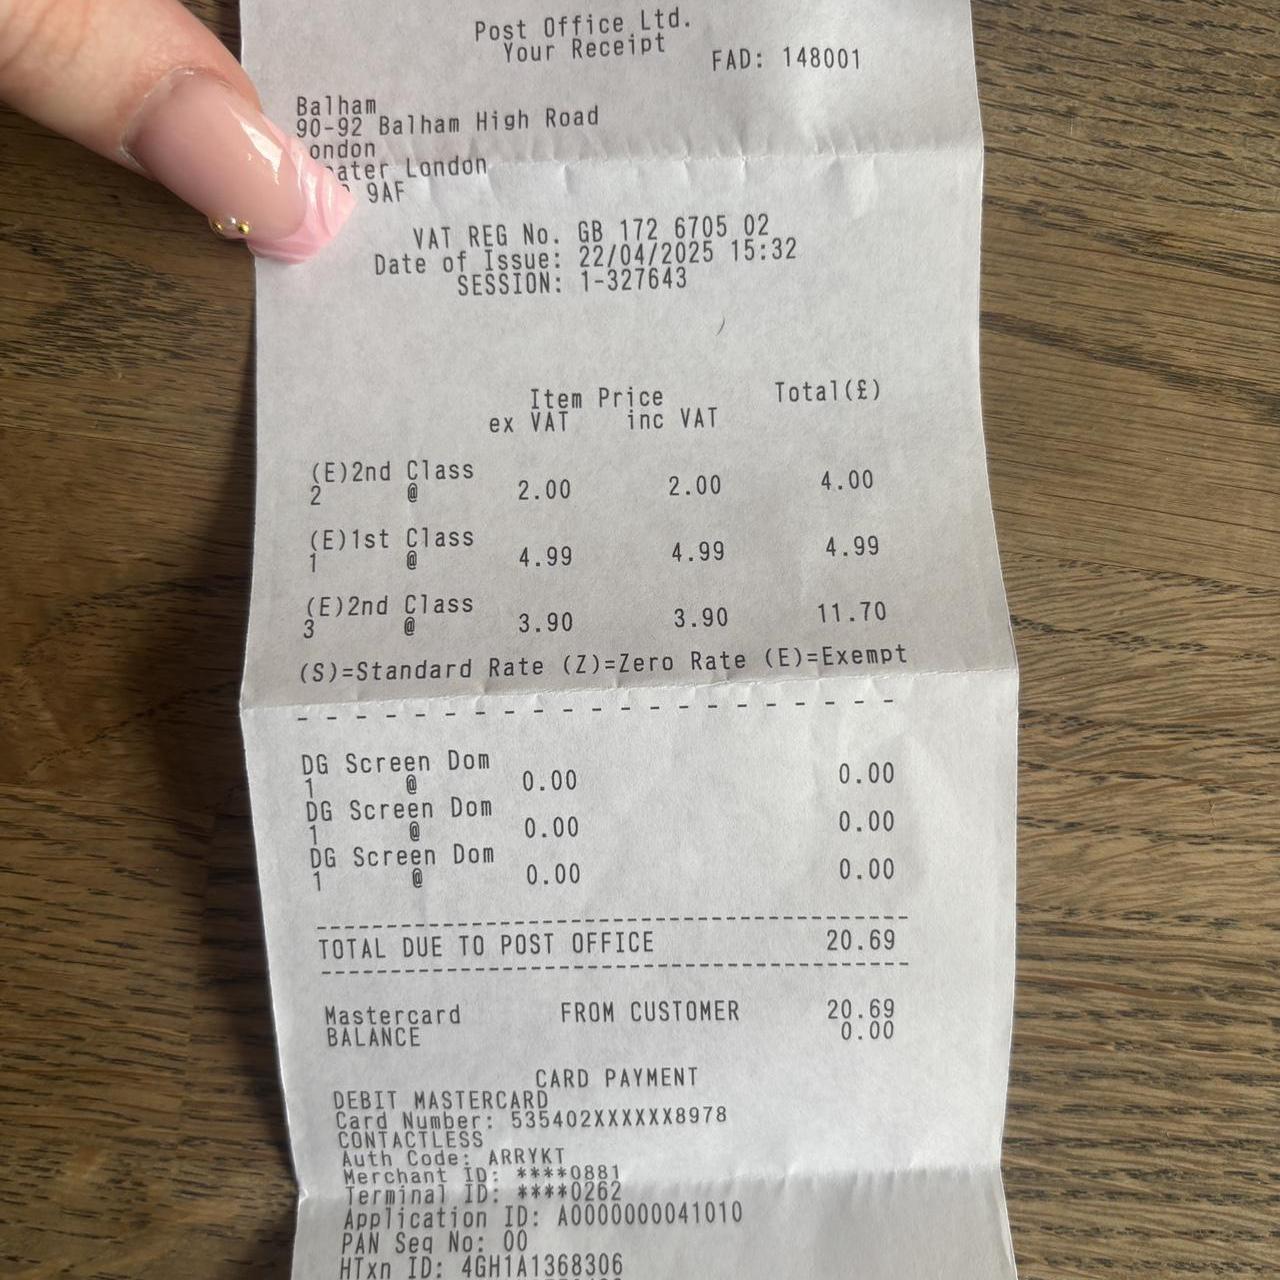 Post Office Ltd.
Your Receipt
FAD: 148001
Balham
90-92 Balham High Road
ondon
ater London
9AF
VAT REG No. GB 172 6705 02
Date of Issue: 22/04/2025 15:32
SESSION: 1-327643
Item Price Total(£)
ex VAT inc VAT
(E)2nd Class
2 @ 2.00 2.00 4.00
(E)1st Class
1 @ 4.99 4.99 4.99
(E)2nd Class
3 @ 3.90 3.90 11.70
(S)=Standard Rate (Z)=Zero Rate (E)=Exempt
DG Screen Dom
1 @ 0.00 0.00
DG Screen Dom
1 @ 0.00 0.00
DG Screen Dom
1 @ 0.00 0.00
TOTAL DUE TO POST OFFICE 20.69
Mastercard FROM CUSTOMER 20.69
BALANCE 0.00
CARD PAYMENT
DEBIT MASTERCARD
Card Number: 535402XXXXXX8978
CONTACTLESS
Auth Code: ARRYKT
Merchant ID: ****0881
Terminal ID: ****0262
Application ID: A0000000041010
PAN Seq No: 00
HTxn ID: 4GH1A1368306